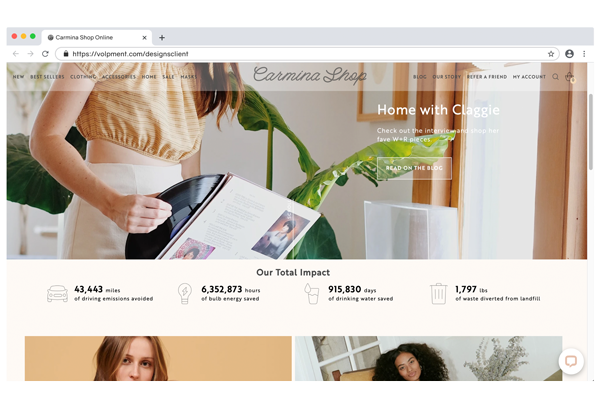 Carmina Shop Online
https://volpment.com/designsclient
NEW BEST SELLERS CLOTHING ACCESSORIES HOME SALE MASKS
Carmina Shop
BLOG OUR STORY REFER A FRIEND MY ACCOUNT
Home with Claggie
Check out the interview and shop her
fave W+R pieces.
READ ON THE BLOG
Our Total Impact
43,443 miles
of driving emissions avoided
6,352,873 hours
of bulb energy saved
915,830 days
of drinking water saved
1,797 lbs
of waste diverted from landfill